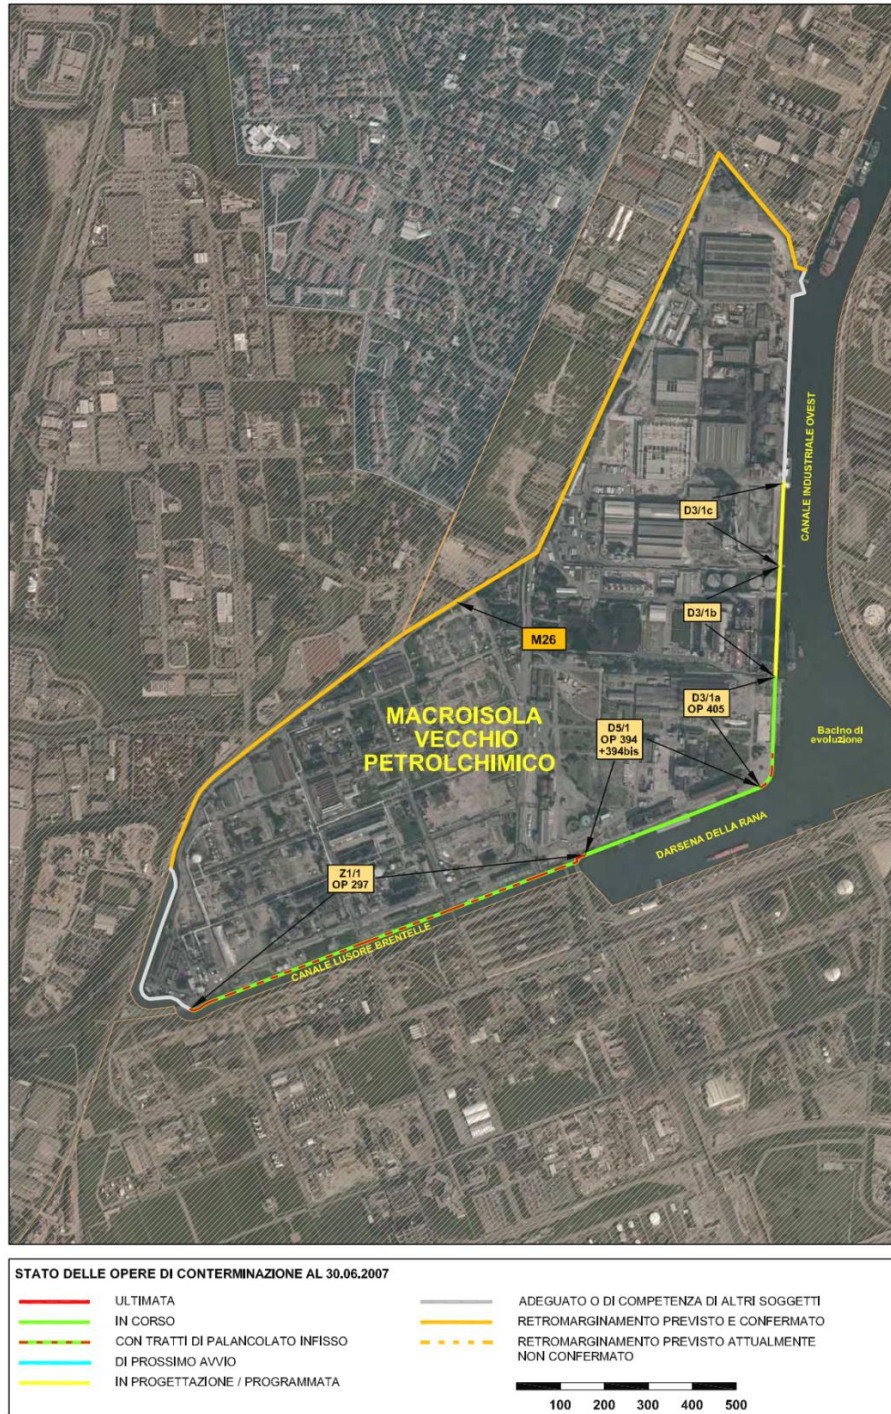 CANALE INDUSTRIALE OVEST
D3/1c
D3/1b
M26
D3/1a
OP 405
MACROISOLA
VECCHIO
PETROLCHIMICO
D5/1
OP 394
+394bis
Bacino di
evoluzione
DARSENA DELLA RANA
Z1/1
OP 297
CANALE LUSORE BRENTELLE
STATO DELLE OPERE DI CONTERMINAZIONE AL 30.06.2007
ULTIMATA
IN CORSO
CON TRATTI DI PALANCOLATO INFISSO
DI PROSSIMO AVVIO
IN PROGETTAZIONE / PROGRAMMATA
ADEGUATO O DI COMPETENZA DI ALTRI SOGGETTI
RETROMARGINAMENTO PREVISTO E CONFERMATO
RETROMARGINAMENTO PREVISTO ATTUALMENTE
NON CONFERMATO
100 200 300 400 500